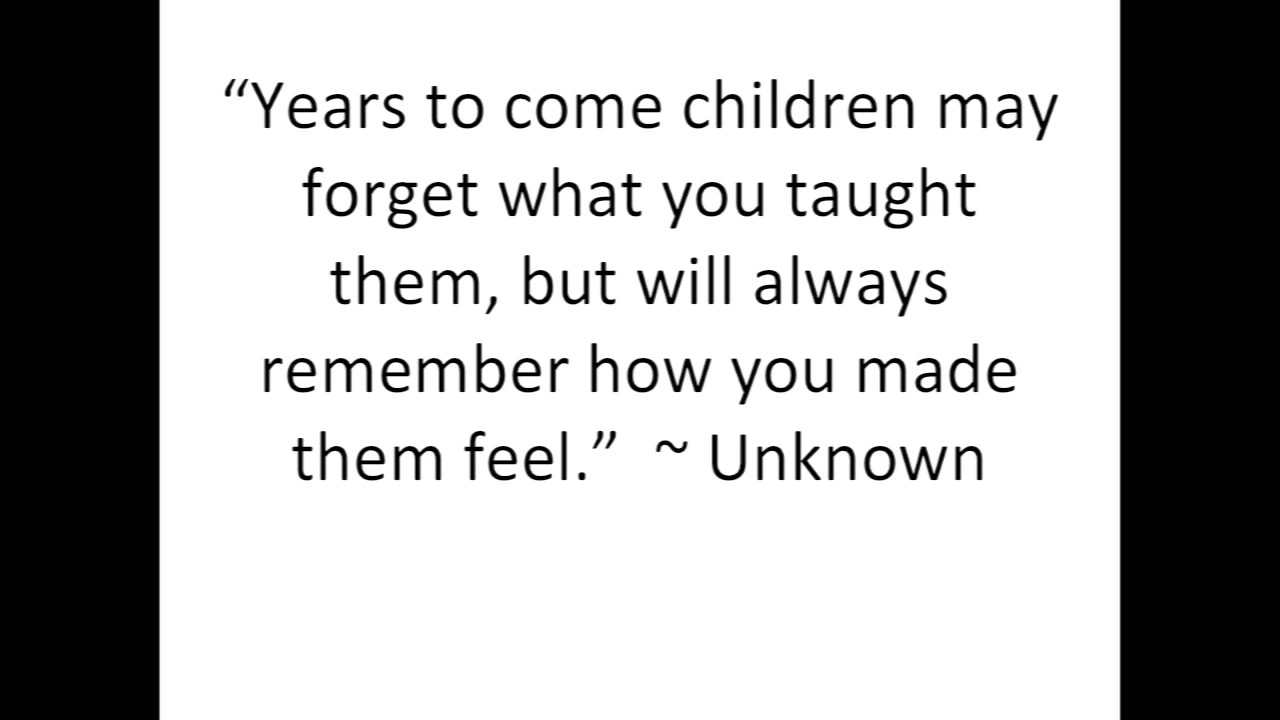 “Years to come children may
forget what you taught
them, but will always
remember how you made
them feel.”  ~ Unknown